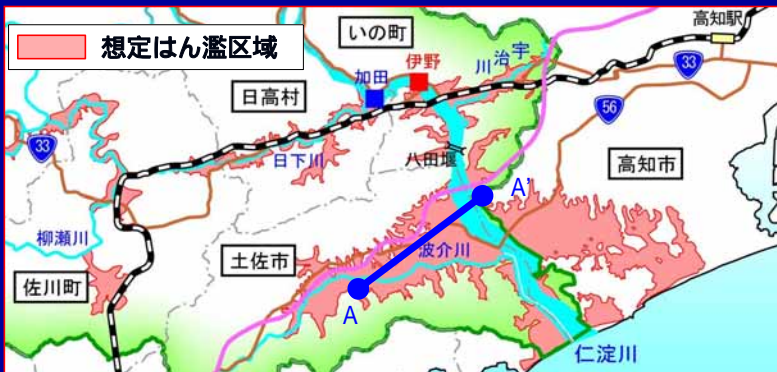 想定はん濫区域
いの町
高知駅
宇治川
伊野
加田
33
日高村
56
33
八田堰
高知市
日下川
A'
柳瀬川
土佐市
波介川
佐川町
A
仁淀川